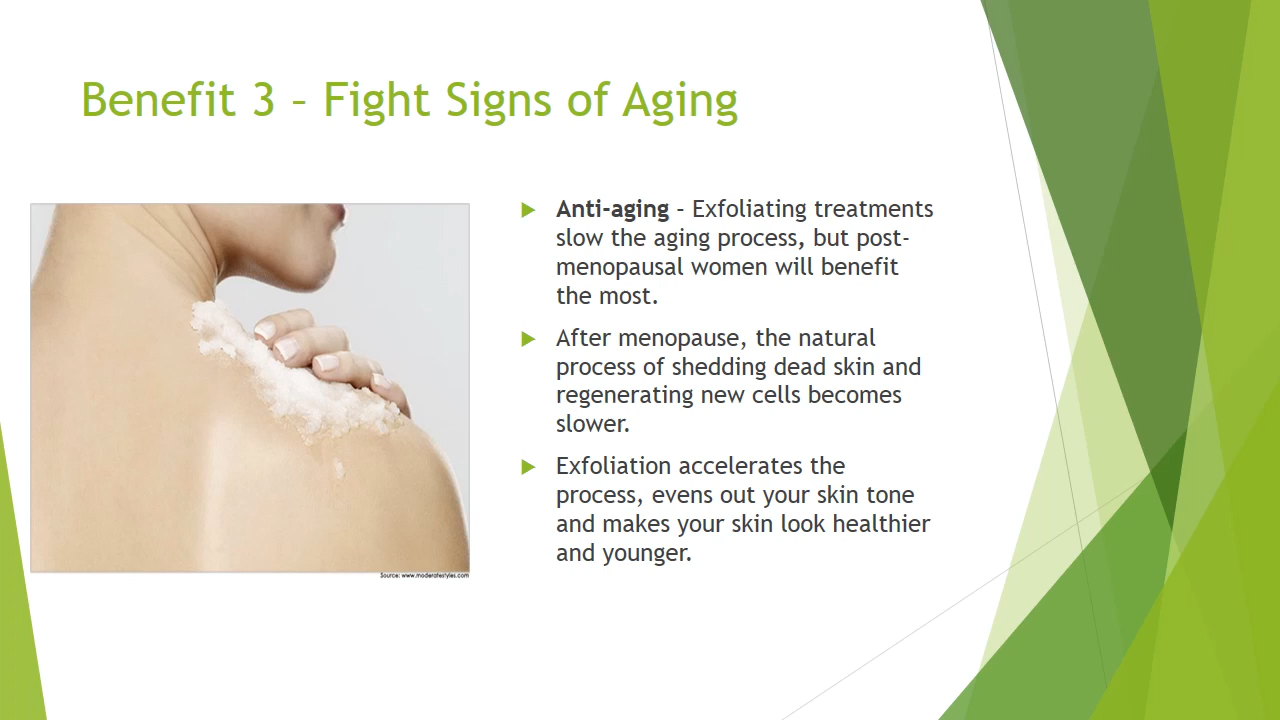 Benefit 3 – Fight Signs of Aging
Anti-aging – Exfoliating treatments
slow the aging process, but post-
menopausal women will benefit
the most.
After menopause, the natural
process of shedding dead skin and
regenerating new cells becomes
slower.
Exfoliation accelerates the
process, evens out your skin tone
and makes your skin look healthier
and younger.
Source: www.moderatestyles.com